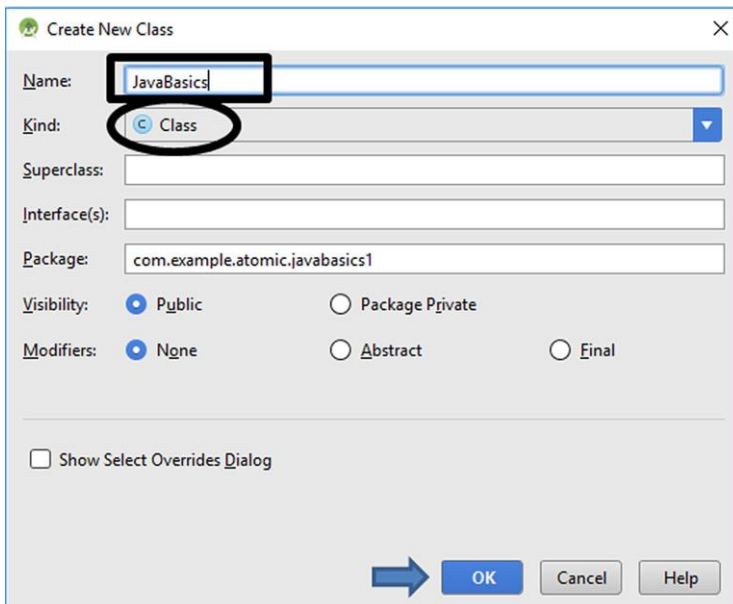 Create New Class
Name: JavaBasics
Kind: C Class
Superclass:
Interface(s):
Package: com.example.atomic.javabasics1
Visibility: Public Package Private
Modifiers: None Abstract Final
Show Select Overrides Dialog
OK Cancel Help